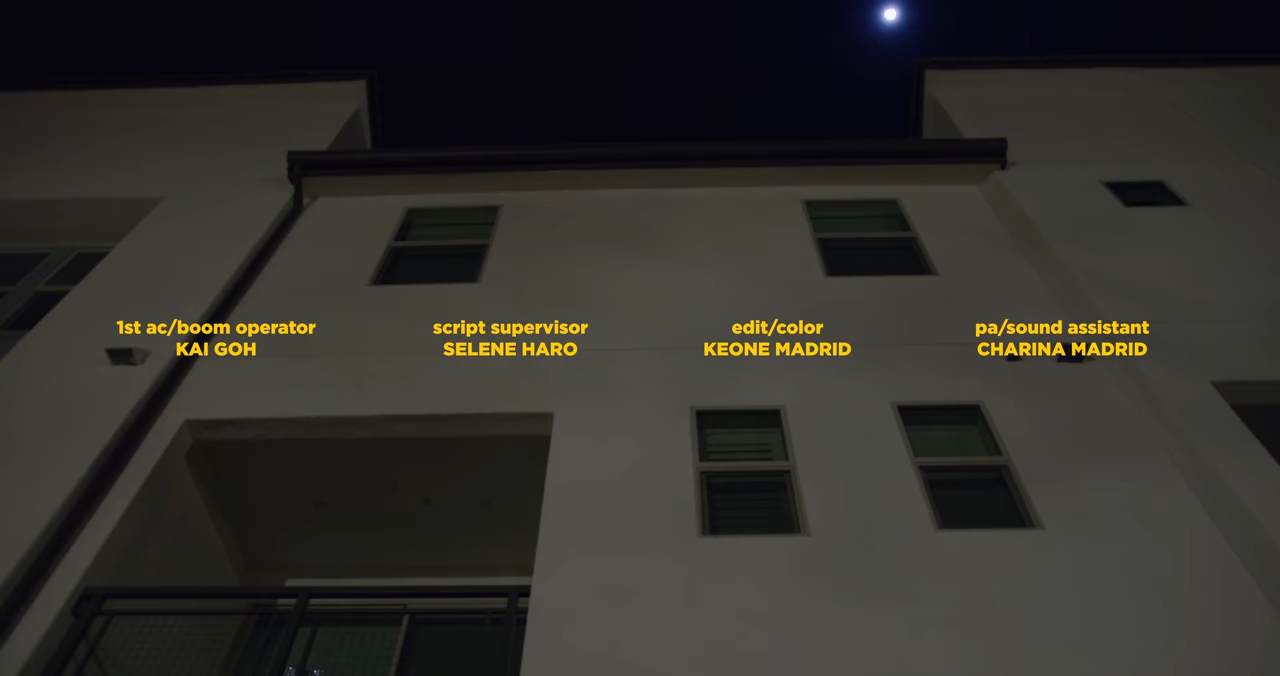 1st ac/boom operator
KAI GOH
script supervisor
SELENE HARO
edit/color
KEONE MADRID
pa/sound assistant
CHARINA MADRID